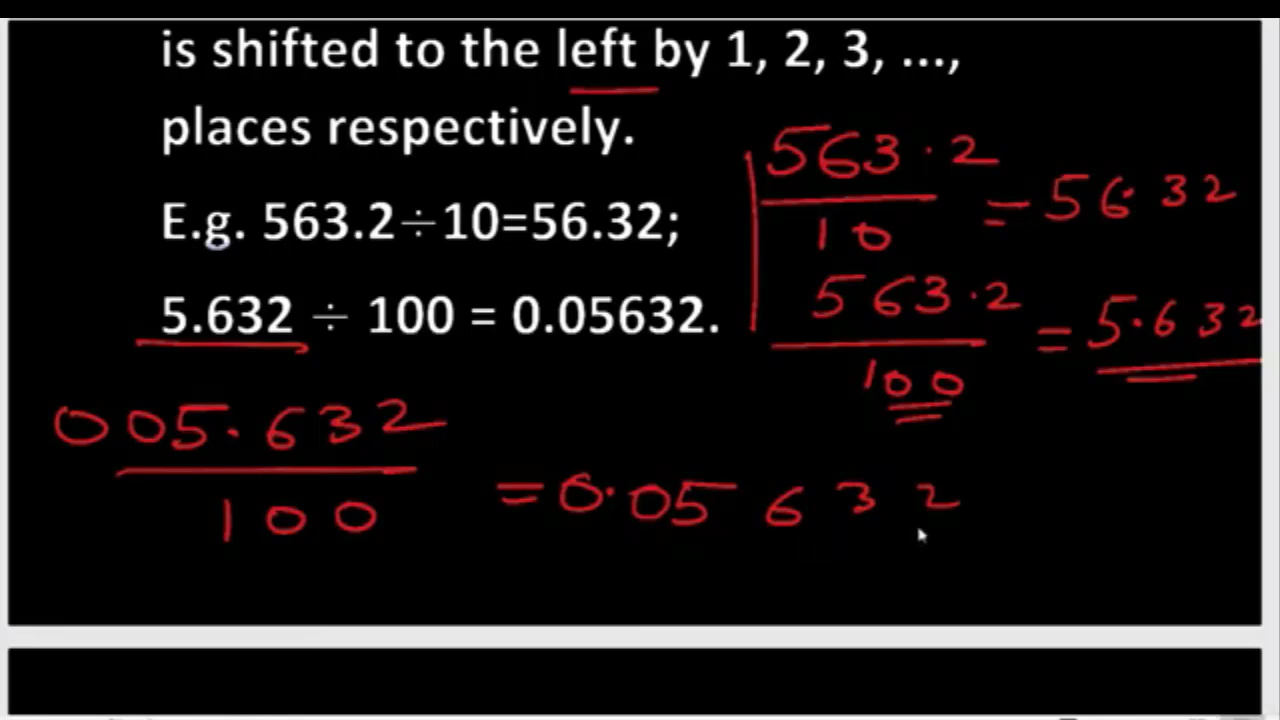 is shifted to the left by 1, 2, 3, ...,
places respectively.
E.g. 563.2÷10=56.32;
5.632 ÷ 100 = 0.05632.
563.2
10
=56.32
563.2
100
=5.632
005.632
100
=0.05632